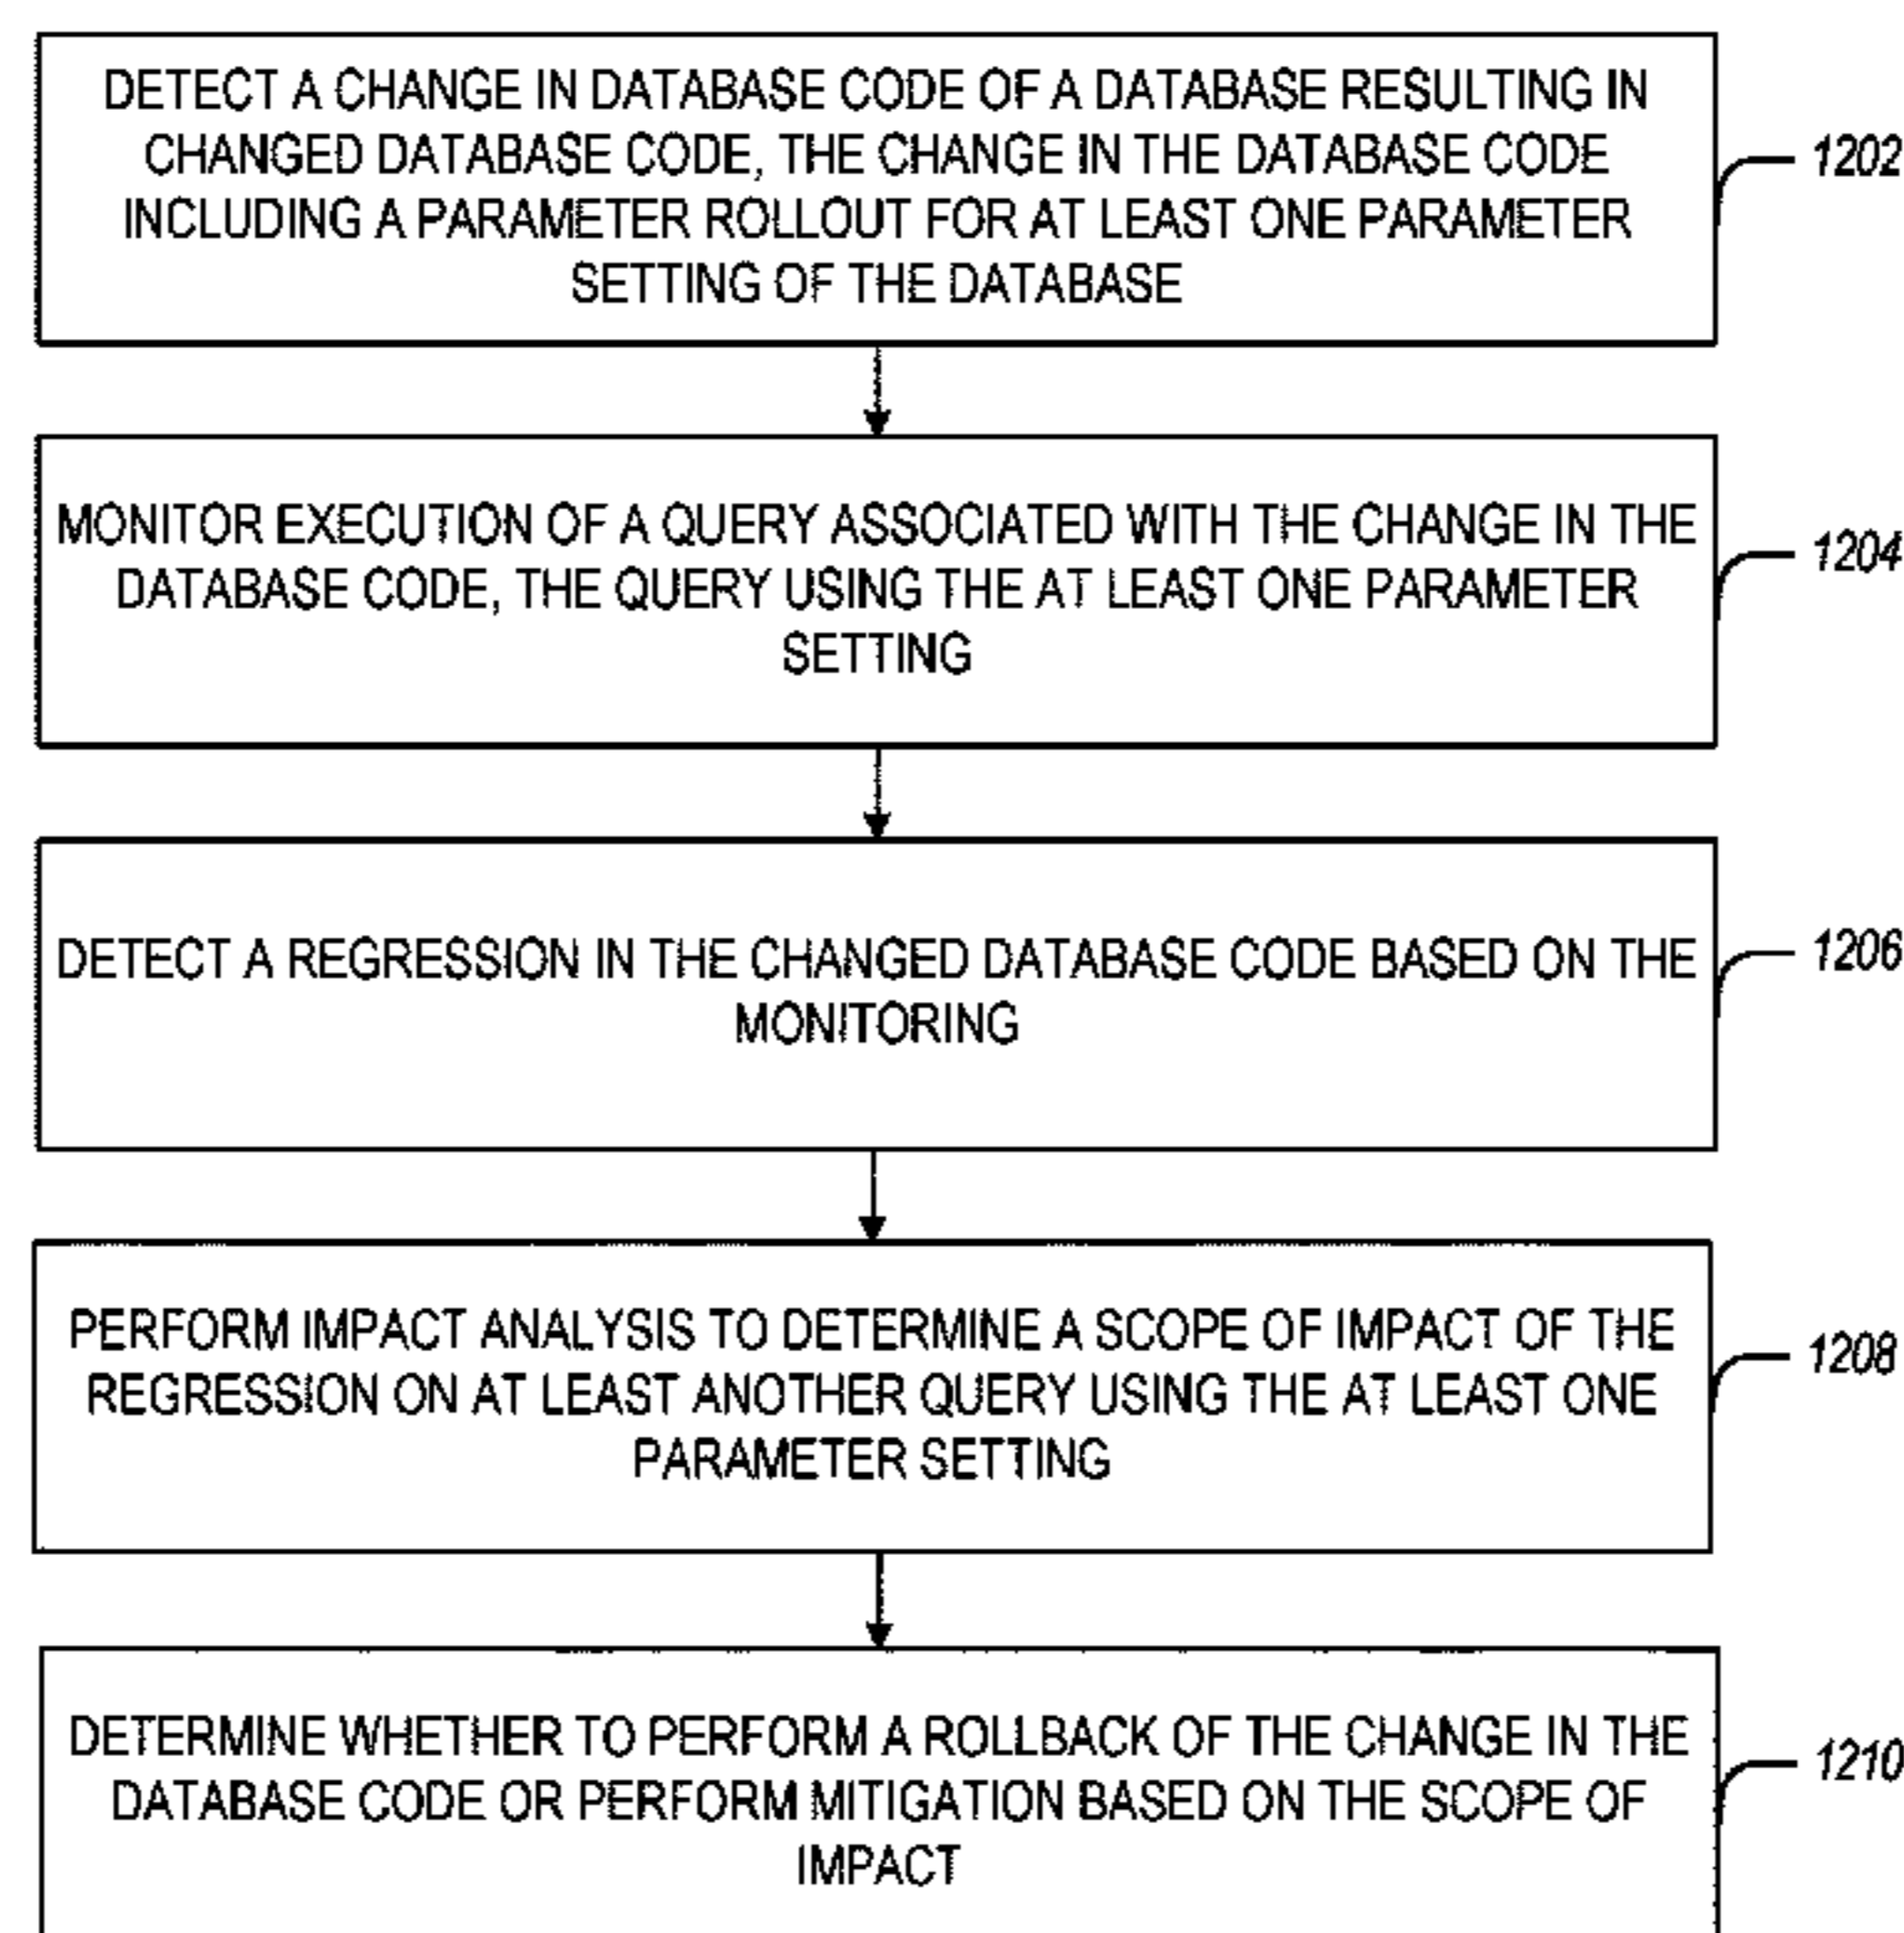 DETECT A CHANGE IN DATABASE CODE OF A DATABASE RESULTING IN
CHANGED DATABASE CODE, THE CHANGE IN THE DATABASE CODE
INCLUDING A PARAMETER ROLLOUT FOR AT LEAST ONE PARAMETER
SETTING OF THE DATABASE
1202
MONITOR EXECUTION OF A QUERY ASSOCIATED WITH THE CHANGE IN THE
DATABASE CODE, THE QUERY USING THE AT LEAST ONE PARAMETER
SETTING
1204
DETECT A REGRESSION IN THE CHANGED DATABASE CODE BASED ON THE
MONITORING
1206
PERFORM IMPACT ANALYSIS TO DETERMINE A SCOPE OF IMPACT OF THE
REGRESSION ON AT LEAST ANOTHER QUERY USING THE AT LEAST ONE
PARAMETER SETTING
1208
DETERMINE WHETHER TO PERFORM A ROLLBACK OF THE CHANGE IN THE
DATABASE CODE OR PERFORM MITIGATION BASED ON THE SCOPE OF
IMPACT
1210